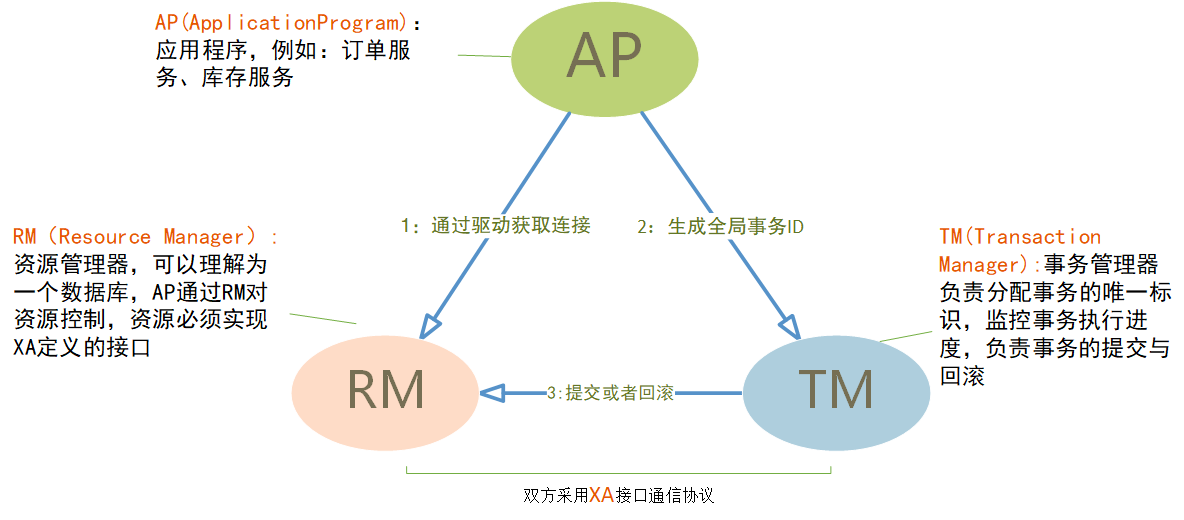 AP(ApplicationProgram):
应用程序，例如：订单服
务、库存服务
AP
1：通过驱动获取连接
2：生成全局事务ID
RM（Resource Manager）：
资源管理器，可以理解为
一个数据库，AP通过RM对
资源控制，资源必须实现
XA定义的接口
TM(Transaction
Manager):事务管理器
负责分配事务的唯一标
识，监控事务执行进
度，负责事务的提交与
回滚
RM
3:提交或者回滚
TM
双方采用XA接口通信协议